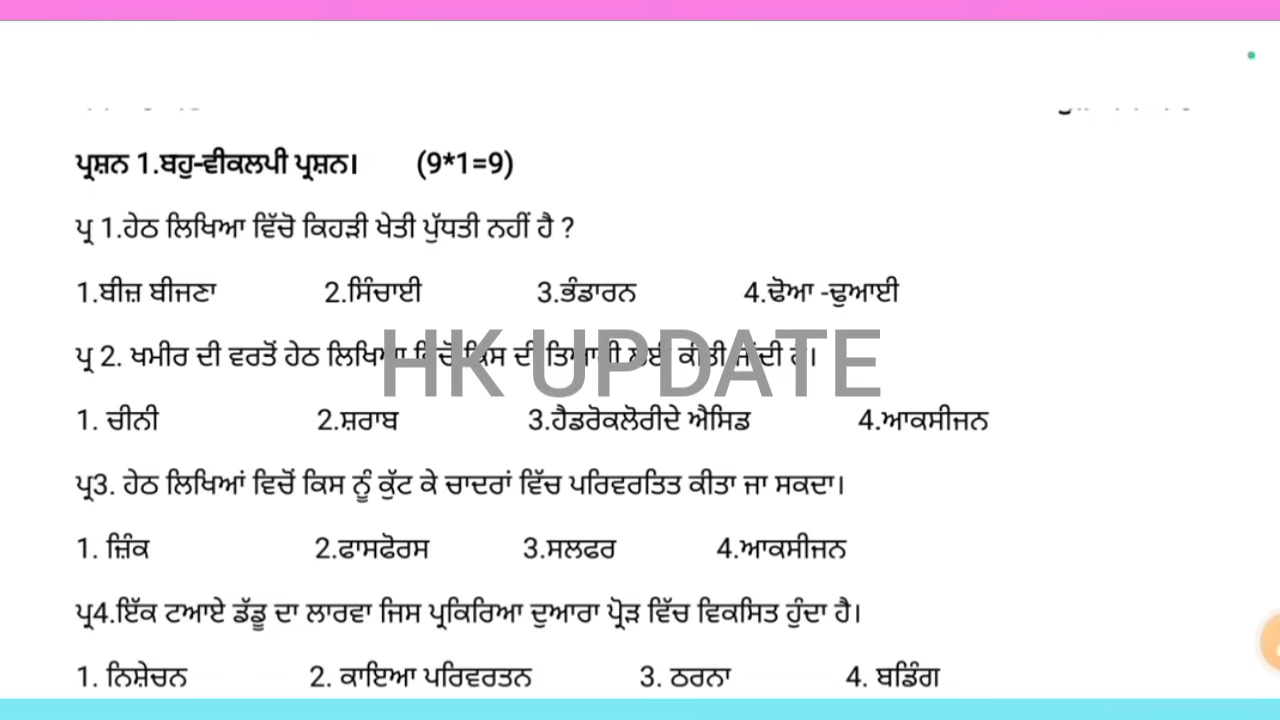 ਪ੍ਰਸ਼ਨ 1.ਬਹੁ-ਵੀਕਲਪੀ ਪ੍ਰਸ਼ਨ। (9*1=9)
ਪ੍ਰ 1.ਹੇਠ ਲਿਖਿਆ ਵਿੱਚੋ ਕਿਹੜੀ ਖੇਤੀ ਪੁੱਧਤੀ ਨਹੀਂ ਹੈ ?
1.ਬੀਜ਼ ਬੀਜਣਾ 2.ਸਿੰਚਾਈ 3.ਭੰਡਾਰਨ 4.ਢੋਆ -ਢੁਆਈ
ਪ੍ਰ 2. ਖਮੀਰ ਦੀ ਵਰਤੋਂ ਹੇਠ ਲਿਖਿਆ ਵਿਚੋਂ ਕਿਸ ਦੀ ਤਿਆਰੀ ਲਈ ਕੀਤੀ ਜਾਂਦੀ ਹੈ।
HK UPDATE
1. ਚੀਨੀ 2.ਸ਼ਰਾਬ 3.ਹੈਡਰੋਕਲੋਰੀਦੇ ਐਸਿਡ 4.ਆਕਸੀਜਨ
ਪ੍ਰ3. ਹੇਠ ਲਿਖਿਆਂ ਵਿਚੋਂ ਕਿਸ ਨੂੰ ਕੁੱਟ ਕੇ ਚਾਦਰਾਂ ਵਿੱਚ ਪਰਿਵਰਤਿਤ ਕੀਤਾ ਜਾ ਸਕਦਾ।
1. ਜ਼ਿੰਕ 2.ਫਾਸਫੋਰਸ 3.ਸਲਫਰ 4.ਆਕਸੀਜਨ
ਪ੍ਰ4.ਇੱਕ ਟਆਏ ਡੱਡੂ ਦਾ ਲਾਰਵਾ ਜਿਸ ਪ੍ਰਕਿਰਿਆ ਦੁਆਰਾ ਪ੍ਰੋੜ ਵਿੱਚ ਵਿਕਸਿਤ ਹੁੰਦਾ ਹੈ।
1. ਨਿਸ਼ੇਚਨ 2. ਕਾਇਆ ਪਰਿਵਰਤਨ 3. ਠਰਨਾ 4. ਬਡਿੰਗ